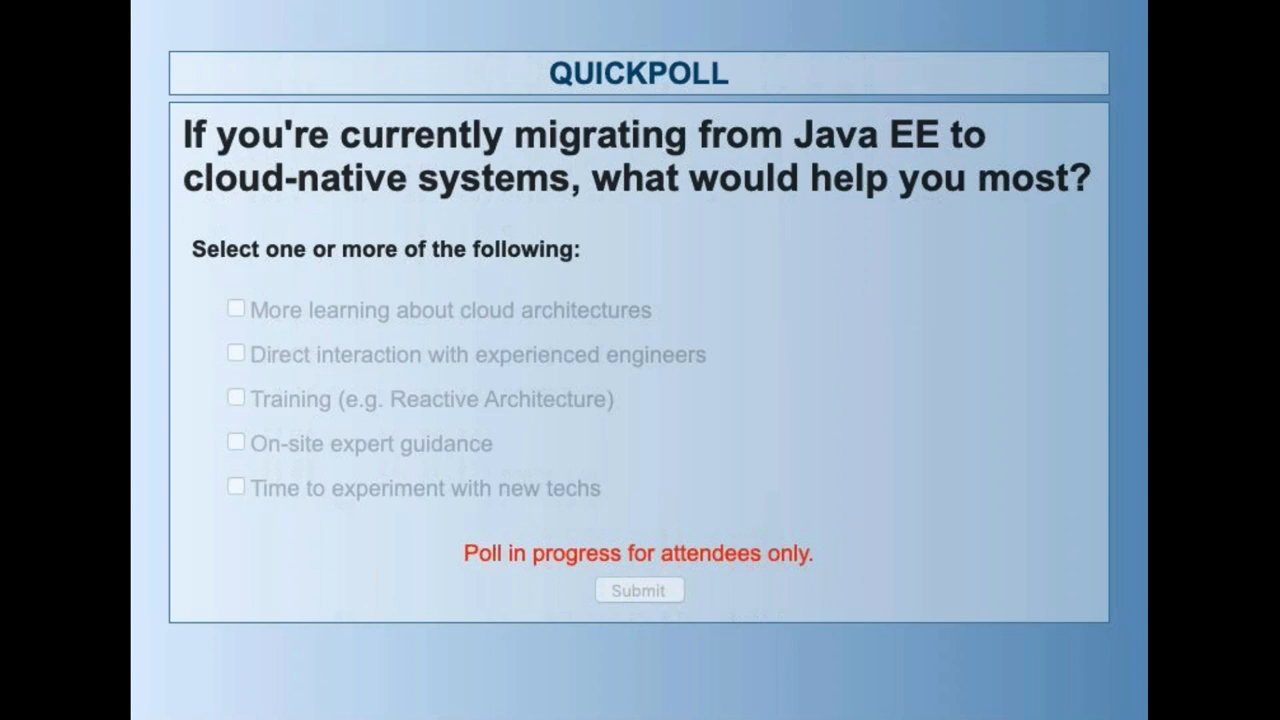 QUICKPOLL
If you're currently migrating from Java EE to
cloud-native systems, what would help you most?
Select one or more of the following:
More learning about cloud architectures
Direct interaction with experienced engineers
Training (e.g. Reactive Architecture)
On-site expert guidance
Time to experiment with new techs
Poll in progress for attendees only.
Submit